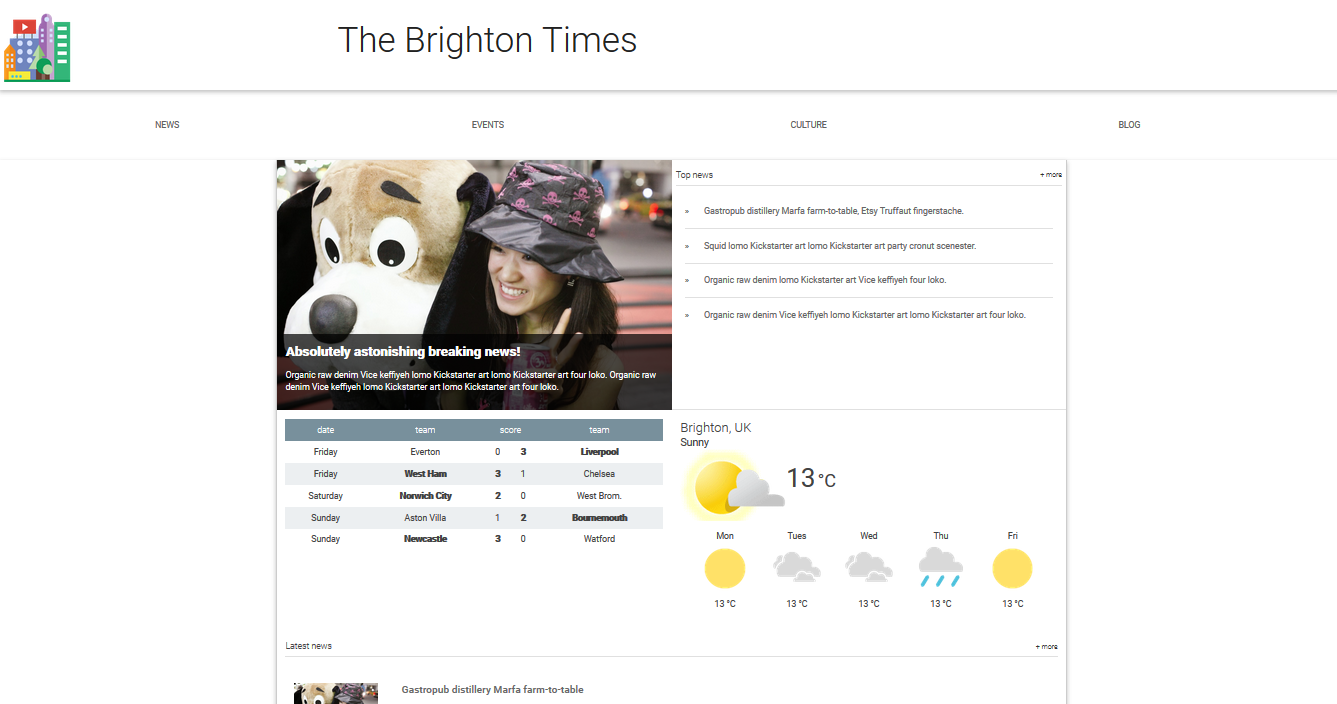 The Brighton Times
NEWS EVENTS CULTURE BLOG
Absolutely astonishing breaking news!
Organic raw denim Vice keffiyeh lomo Kickstarter art lomo Kickstarter art four loko. Organic raw
denim Vice keffiyeh lomo Kickstarter art lomo Kickstarter art four loko.
Top news + more
» Gastropub distillery Marfa farm-to-table, Etsy Truffaut fingerstache.
» Squid lomo Kickstarter art lomo Kickstarter art party cronut scenester.
» Organic raw denim lomo Kickstarter art Vice keffiyeh four loko.
» Organic raw denim Vice keffiyeh lomo Kickstarter art lomo Kickstarter art four loko.
date team score team
Friday Everton 0 3 Liverpool
Friday West Ham 3 1 Chelsea
Saturday Norwich City 2 0 West Brom.
Sunday Aston Villa 1 2 Bournemouth
Sunday Newcastle 3 0 Watford
Brighton, UK
Sunny
13 °C
Mon Tues Wed Thu Fri
13 °C 13 °C 13 °C 13 °C 13 °C
Latest news + more
Gastropub distillery Marfa farm-to-table